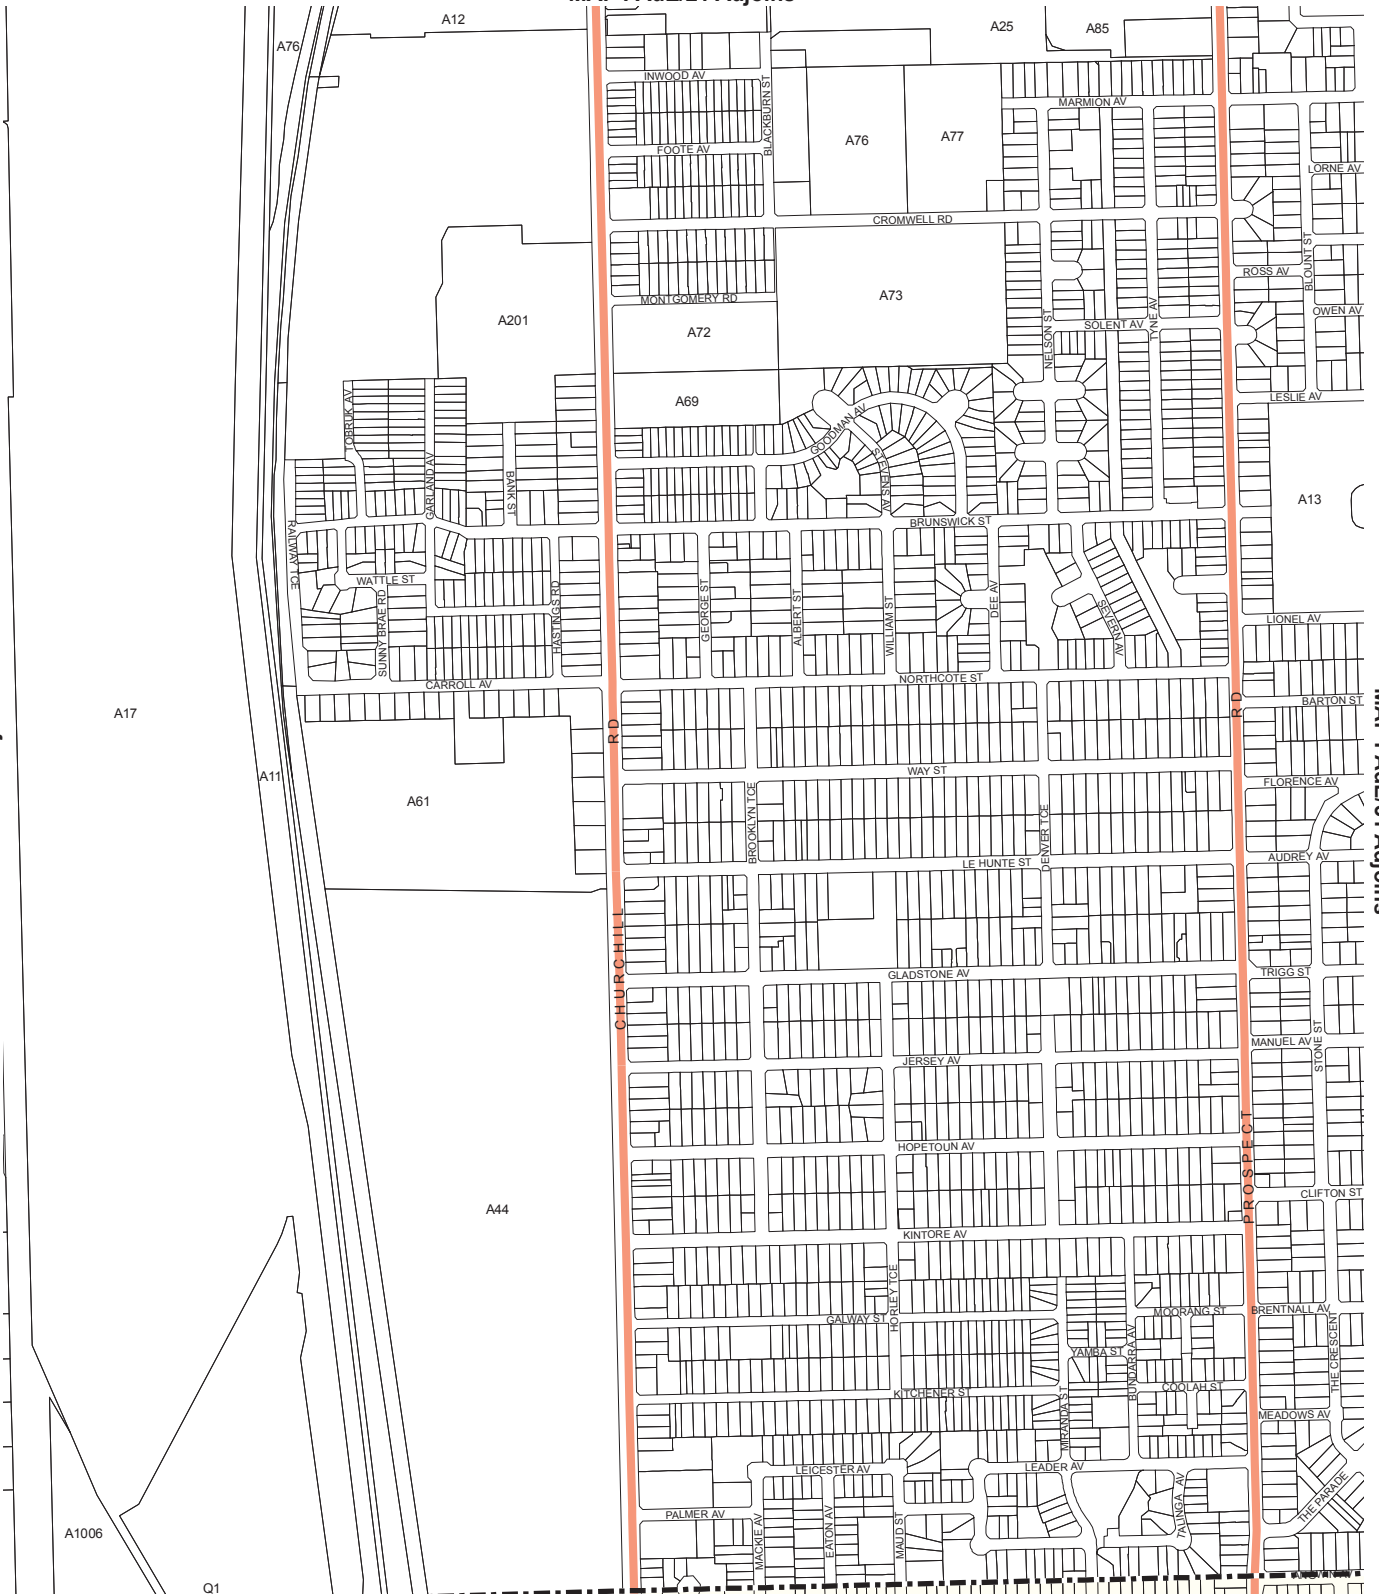 A12
A25
A85
A76
INWOOD AV
BLACKBURN ST
MARMION AV
A76
A77
FOOTE AV
LORNE AV
CROMWELL RD
BLOUNT ST
ROSS AV
A73
MONTGOMERY RD
OWEN AV
A201
A72
NELSON ST
SOLENT AV
TYNE AV
LESLIE AV
A69
TOBRUK AV
GOODMAN AV
GARLAND AV
BANK ST
STEVENS AV
A13
BRUNSWICK ST
RAILWAY TCE
WATTLE ST
SUNNY BRAE RD
HASTINGS RD
GEORGE ST
ALBERT ST
WILLIAM ST
DEE AV
SEVERN AV
LIONEL AV
CARROLL AV
NORTHCOTE ST
A17
RD
RD
BARTON ST
A11
WAY ST
FLORENCE AV
A61
BROOKLYN TCE
DENVER TCE
LE HUNTE ST
AUDREY AV
CHURCHILL
GLADSTONE AV
TRIGG ST
MANUEL AV
STONE ST
JERSEY AV
PROSPECT
HOPETOUN AV
A44
CLIFTON ST
KINTORE AV
HORLEY TCE
GALWAY ST
MOORANG ST
BRENTNALL AV
YAMBA ST
BUNDARRA AV
THE CRESCENT
KITCHENER ST
COOLAH ST
MIRANDA ST
MEADOWS AV
LEICESTER AV
LEADER AV
THE PARADE
PALMER AV
MACKIE AV
EATON AV
MAUD ST
TALINGA AV
A1006
Q1